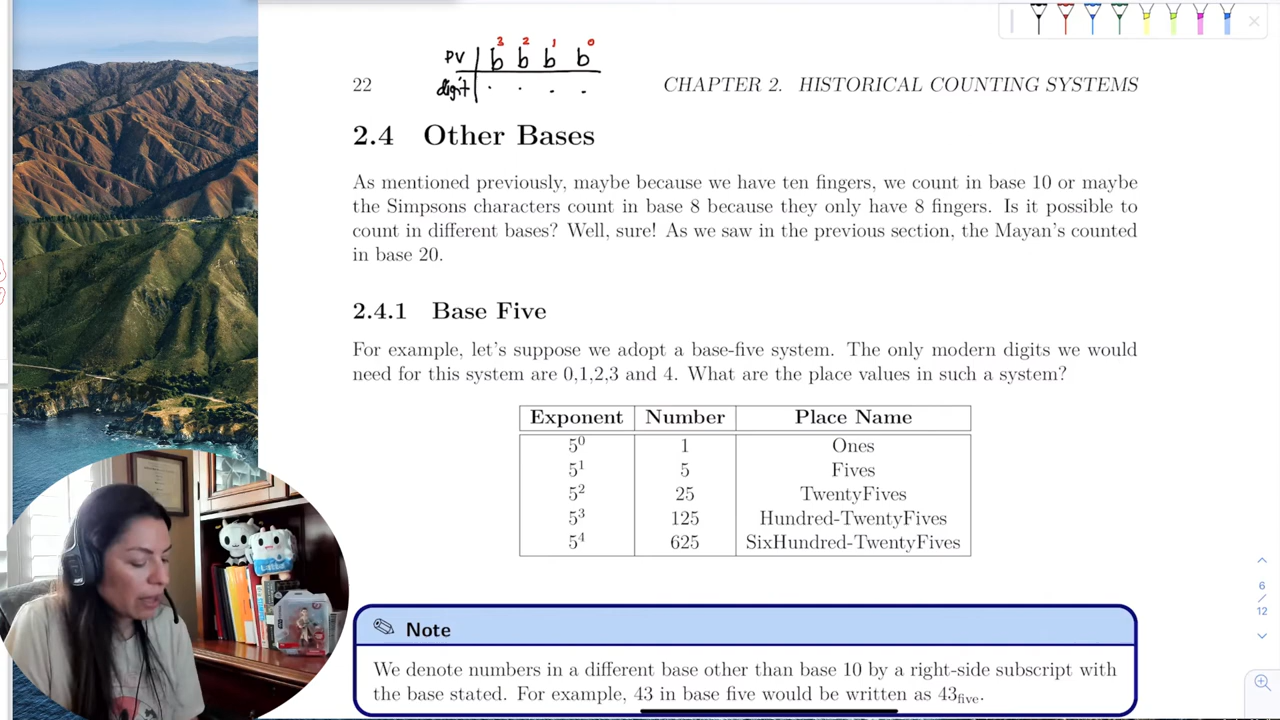 PV b³ b² b¹ b⁰
digit . . . .
22 CHAPTER 2. HISTORICAL COUNTING SYSTEMS
2.4 Other Bases
As mentioned previously, maybe because we have ten fingers, we count in base 10 or maybe
the Simpsons characters count in base 8 because they only have 8 fingers. Is it possible to
count in different bases? Well, sure! As we saw in the previous section, the Mayan's counted
in base 20.
2.4.1 Base Five
For example, let's suppose we adopt a base-five system. The only modern digits we would
need for this system are 0,1,2,3 and 4. What are the place values in such a system?
Exponent Number Place Name
5⁰ 1 Ones
5¹ 5 Fives
5² 25 TwentyFives
5³ 125 Hundred-TwentyFives
5⁴ 625 SixHundred-TwentyFives
Note
We denote numbers in a different base other than base 10 by a right-side subscript with
the base stated. For example, 43 in base five would be written as 43five.
6
/
12